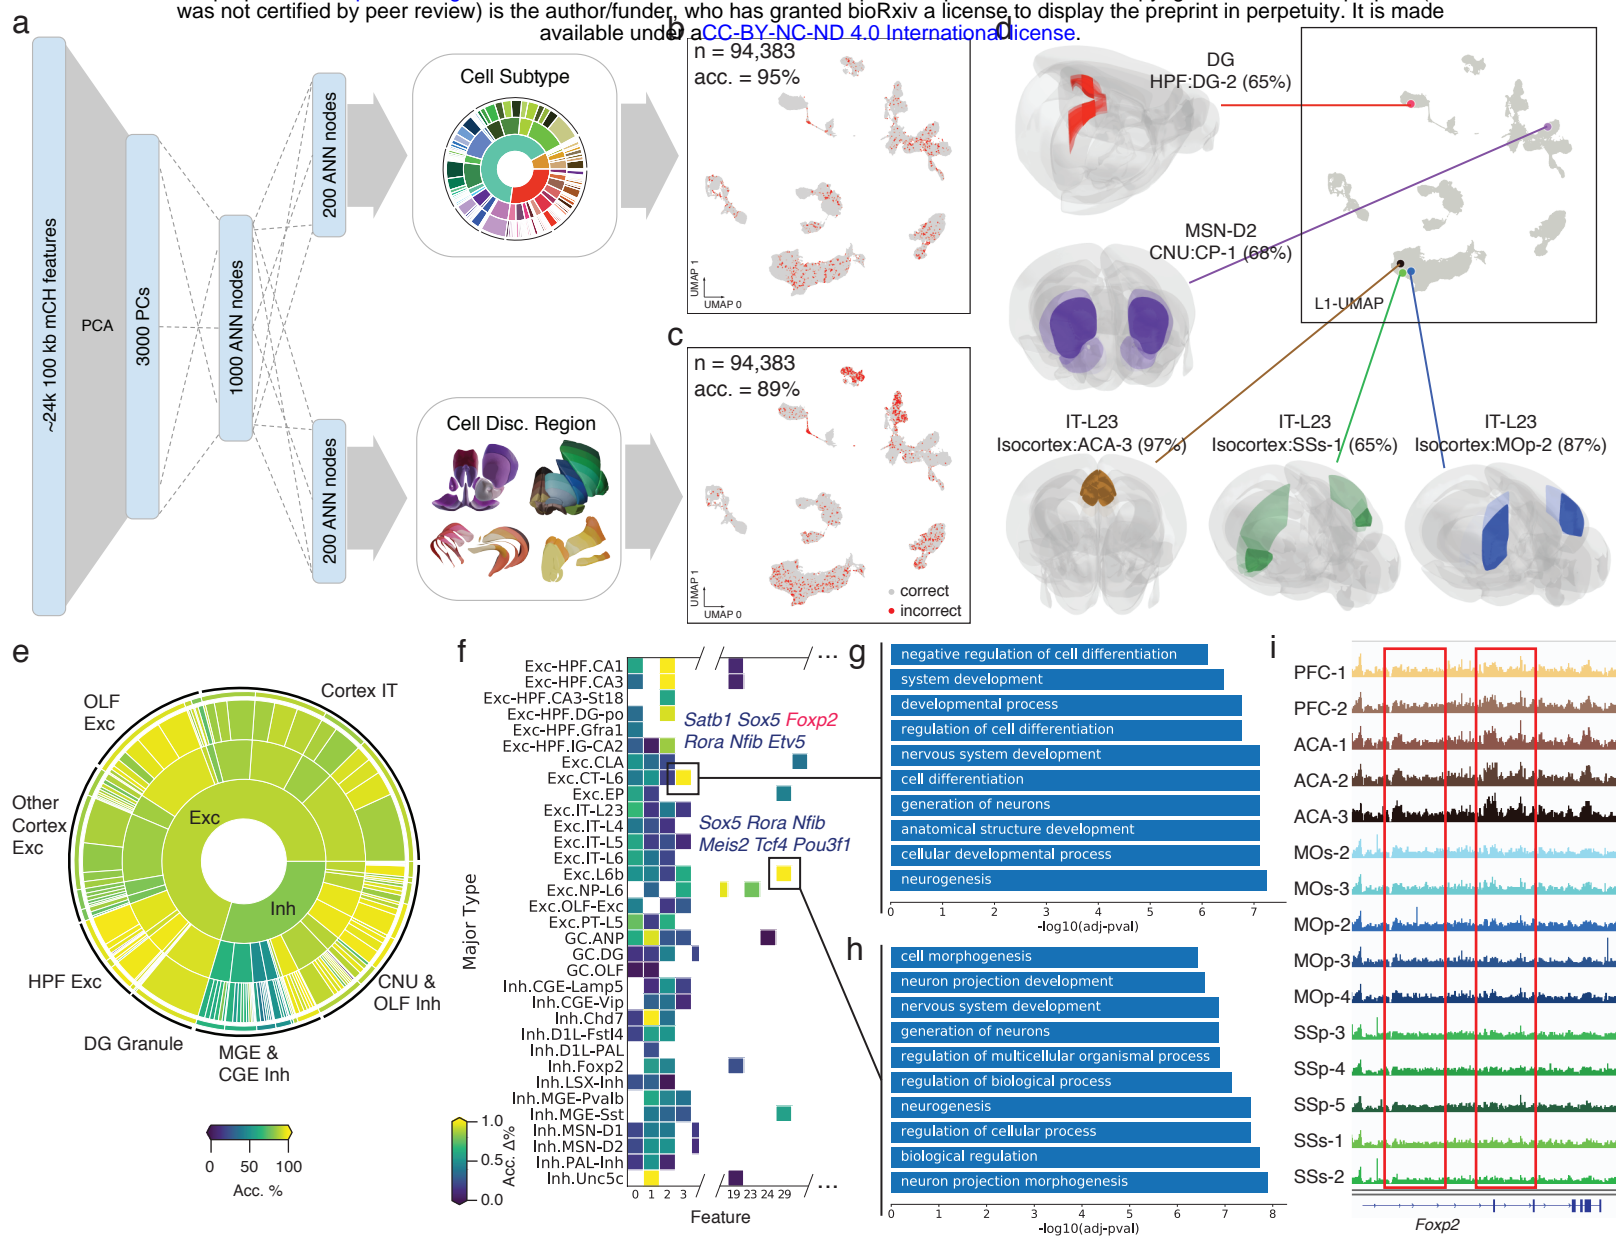 was not certified by peer review) is the author/funder, who has granted bioRxiv a license to display the preprint in perpetuity. It is made
available under aCC-BY-NC-ND 4.0 International license.
a
~24k 100 kb mCH features
PCA
3000 PCs
1000 ANN nodes
200 ANN nodes
200 ANN nodes
Cell Subtype
Cell Disc. Region
b
n = 94,383
acc. = 95%
UMAP 1
UMAP 0
c
n = 94,383
acc. = 89%
UMAP 1
UMAP 0
correct
incorrect
d
DG
HPF:DG-2 (65%)
MSN-D2
CNU:CP-1 (68%)
L1-UMAP
IT-L23
Isocortex:ACA-3 (97%)
IT-L23
Isocortex:SSs-1 (65%)
IT-L23
Isocortex:MOp-2 (87%)
e
OLF
Exc
Cortex IT
Other
Cortex
Exc
Exc
Inh
HPF Exc
DG Granule
MGE &
CGE Inh
CNU &
OLF Inh
0 50 100
Acc. %
f
Major Type
Exc-HPF.CA1
Exc-HPF.CA3
Exc-HPF.CA3-St18
Exc-HPF.DG-po
Exc-HPF.Gfra1
Exc-HPF.IG-CA2
Exc.CLA
Exc.CT-L6
Exc.EP
Exc.IT-L23
Exc.IT-L4
Exc.IT-L5
Exc.IT-L6
Exc.L6b
Exc.NP-L6
Exc.OLF-Exc
Exc.PT-L5
GC.ANP
GC.DG
GC.OLF
Inh.CGE-Lamp5
Inh.CGE-Vip
Inh.Chd7
Inh.D1L-Fstl4
Inh.D1L-PAL
Inh.Foxp2
Inh.LSX-Inh
Inh.MGE-Pvalb
Inh.MGE-Sst
Inh.MSN-D1
Inh.MSN-D2
Inh.PAL-Inh
Inh.Unc5c
...
Satb1 Sox5 Foxp2
Rora Nfib Etv5
Sox5 Rora Nfib
Meis2 Tcf4 Pou3f1
1.0
0.5
0.0
Acc. Δ%
0 1 2 3 19 23 24 29 ...
Feature
g
negative regulation of cell differentiation
system development
developmental process
regulation of cell differentiation
nervous system development
cell differentiation
generation of neurons
anatomical structure development
cellular developmental process
neurogenesis
0 1 2 3 4 5 6 7
-log10(adj-pval)
h
cell morphogenesis
neuron projection development
nervous system development
generation of neurons
regulation of multicellular organismal process
regulation of biological process
neurogenesis
regulation of cellular process
biological regulation
neuron projection morphogenesis
0 1 2 3 4 5 6 7 8
-log10(adj-pval)
i
PFC-1
PFC-2
ACA-1
ACA-2
ACA-3
MOs-2
MOs-3
MOp-2
MOp-3
MOp-4
SSp-3
SSp-4
SSp-5
SSs-1
SSs-2
Foxp2